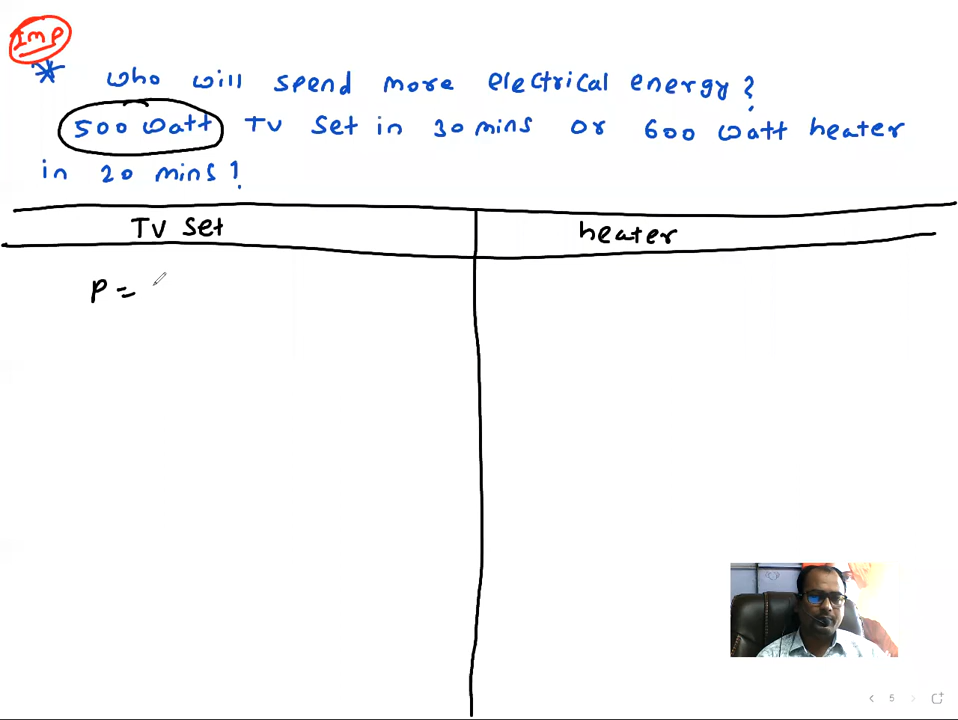 Imp
* who will spend more electrical energy?
500 watt TV Set in 30 mins or 600 watt heater
in 20 mins?
TV Set heater
P =
5